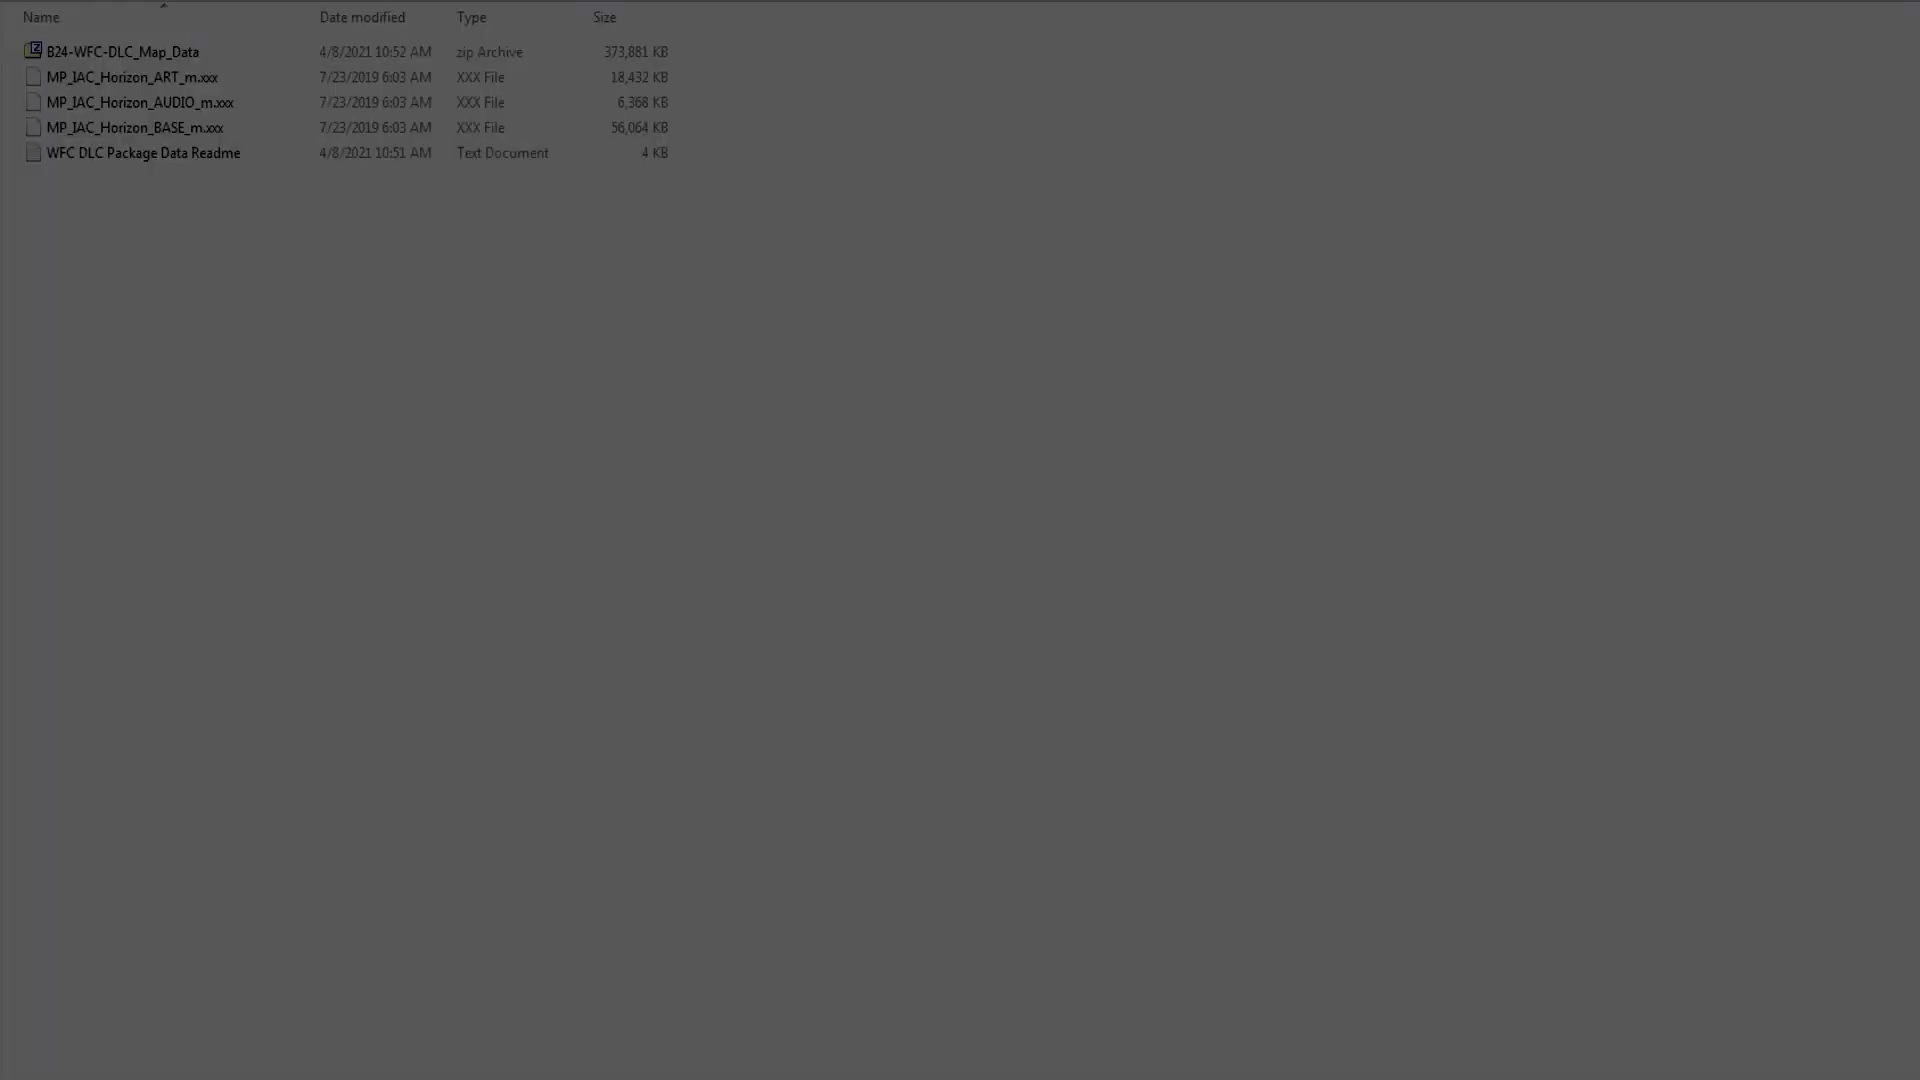 Name Date modified Type Size
B24-WFC-DLC_Map_Data 4/8/2021 10:52 AM zip Archive 373,881 KB
MP_IAC_Horizon_ART_m.xxx 7/23/2019 6:03 AM XXX File 18,432 KB
MP_IAC_Horizon_AUDIO_m.xxx 7/23/2019 6:03 AM XXX File 6,368 KB
MP_IAC_Horizon_BASE_m.xxx 7/23/2019 6:03 AM XXX File 56,064 KB
WFC DLC Package Data Readme 4/8/2021 10:51 AM Text Document 4 KB